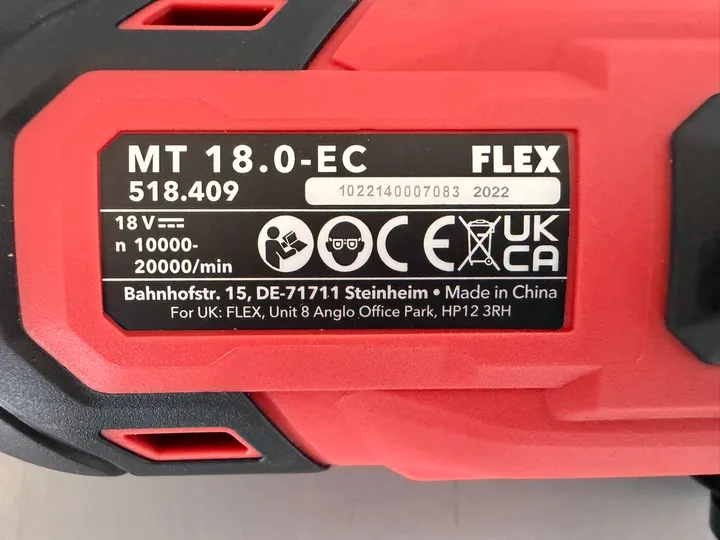 MT 18.0-EC FLEX
518.409 1022140007083 2022
18 V
n 10000-
20000/min
CE UK
CA
Bahnhofstr. 15, DE-71711 Steinheim • Made in China
For UK: FLEX, Unit 8 Anglo Office Park, HP12 3RH